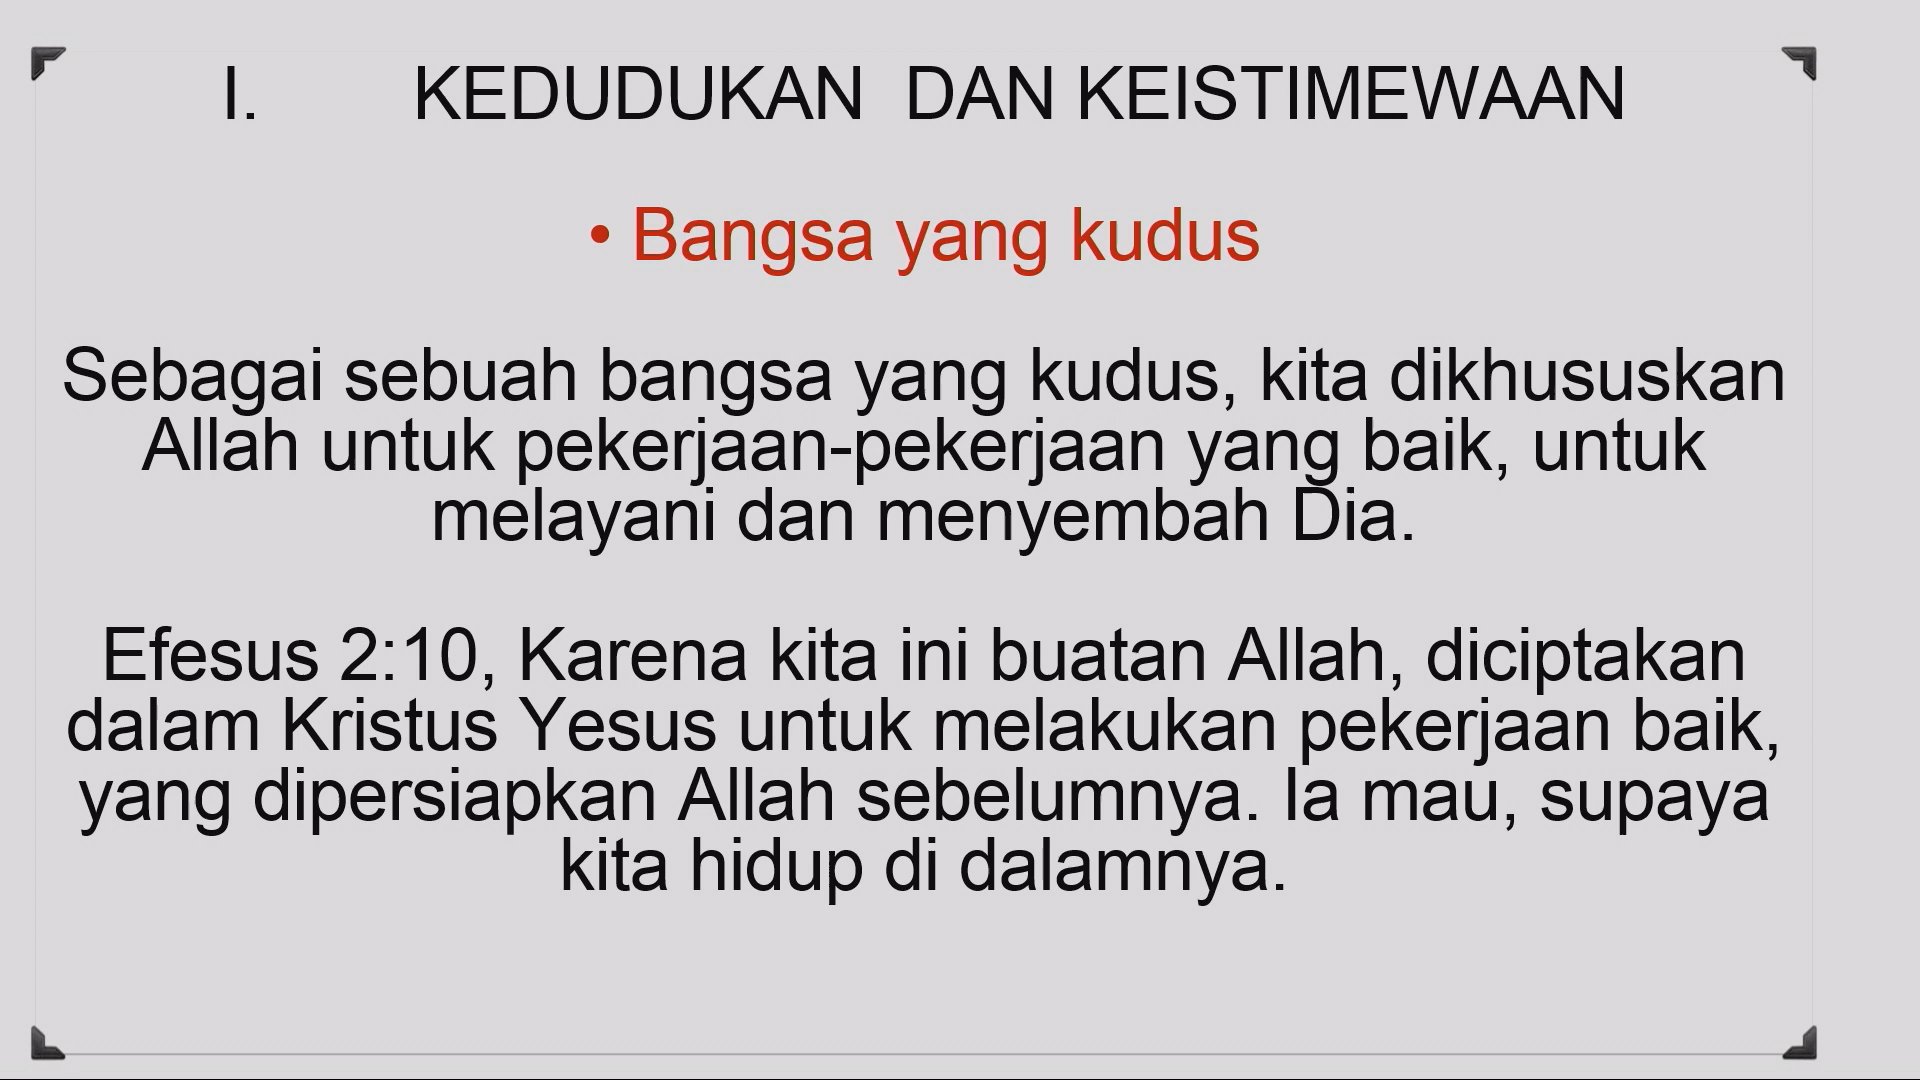 I. KEDUDUKAN DAN KEISTIMEWAAN
• Bangsa yang kudus
Sebagai sebuah bangsa yang kudus, kita dikhususkan
Allah untuk pekerjaan-pekerjaan yang baik, untuk
melayani dan menyembah Dia.
Efesus 2:10, Karena kita ini buatan Allah, diciptakan
dalam Kristus Yesus untuk melakukan pekerjaan baik,
yang dipersiapkan Allah sebelumnya. Ia mau, supaya
kita hidup di dalamnya.